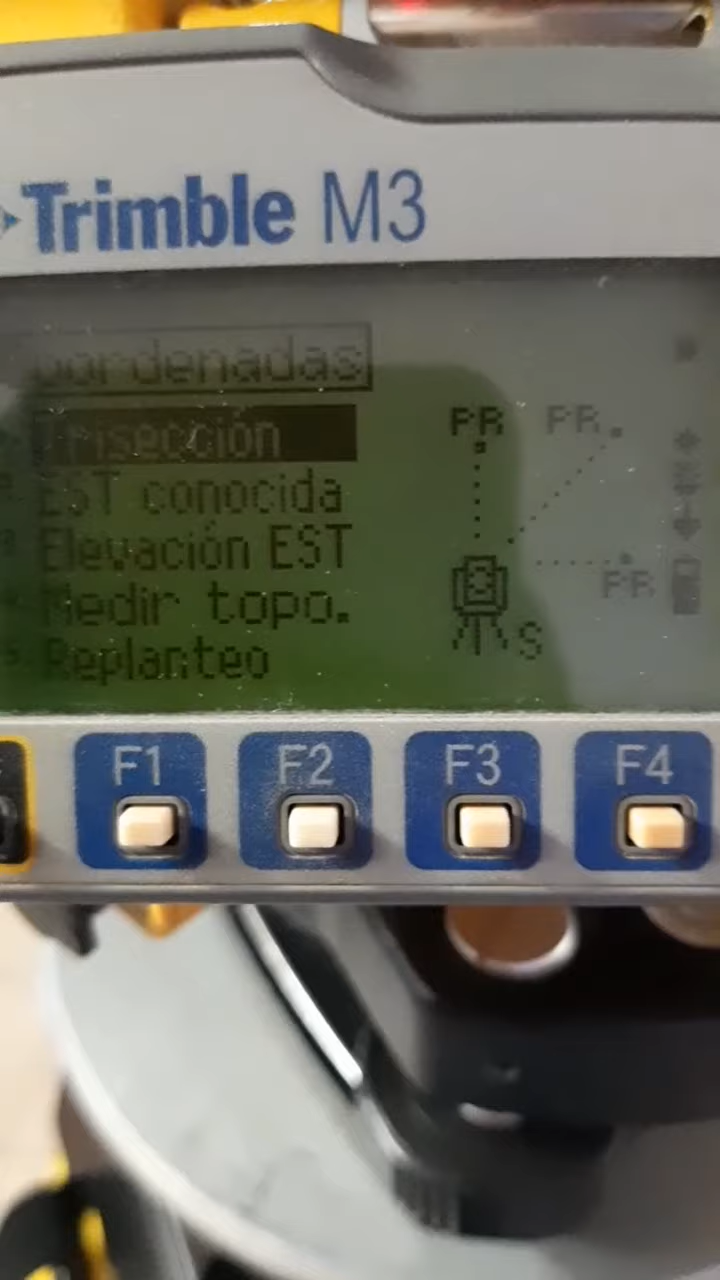 Trimble M3
oordenadas
Trisección
EST conocida
Elevación EST
Medir topo.
Replanteo
PR PR
PR
S
F1 F2 F3 F4